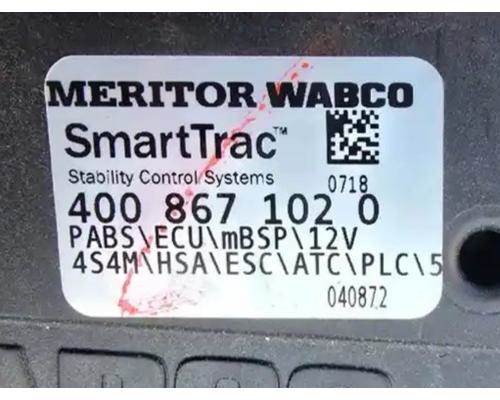 MERITOR WABCO
SmartTrac™
Stability Control Systems 0718
400 867 102 0
PABS\ECU\mBSP\12V
4S4M\HSA\ESC\ATC\PLC\5
040872